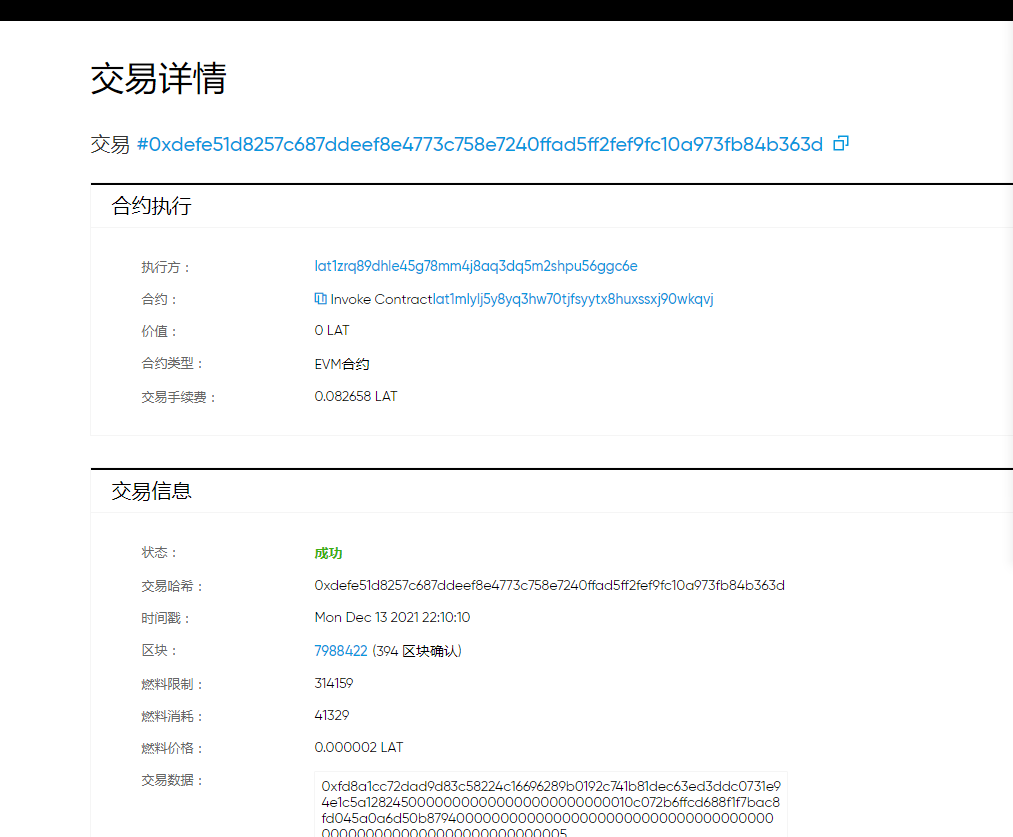 交易详情
交易 #0xdefe51d8257c687ddeef8e4773c758e7240ffad5ff2fef9fc10a973fb84b363d
合约执行
执行方： lat1zrq89dhle45g78mm4j8aq3dq5m2shpu56ggc6e
合约： Invoke Contractlat1mlylj5y8yq3hw70tjfsyytx8huxssxj90wkqvj
价值： 0 LAT
合约类型： EVM合约
交易手续费： 0.082658 LAT
交易信息
状态： 成功
交易哈希： 0xdefe51d8257c687ddeef8e4773c758e7240ffad5ff2fef9fc10a973fb84b363d
时间戳： Mon Dec 13 2021 22:10:10
区块： 7988422 (394 区块确认)
燃料限制： 314159
燃料消耗： 41329
燃料价格： 0.000002 LAT
交易数据： 0xfd8a1cc72dad9d83c58224c16696289b0192c741b81dec63ed3ddc0731e9
4e1c5a12824500000000000000000000000010c072b6ffcd688f1f7bac8
fd045a0a6d50b8794000000000000000000000000000000000000000
000000000000000000000000005